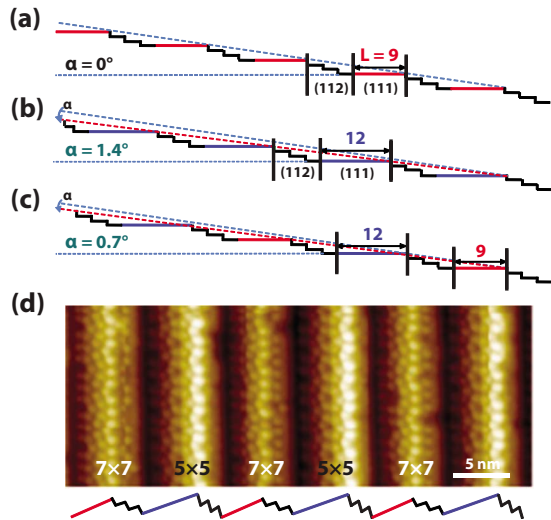 (a)
L = 9
α = 0°
(112) (111)
(b)
α
12
α = 1.4°
(112) (111)
(c)
α
12 9
α = 0.7°
(d)
7×7 5×5 7×7 5×5 7×7 5 nm